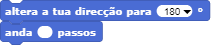 altera a tua direcção para 180 º
anda passos